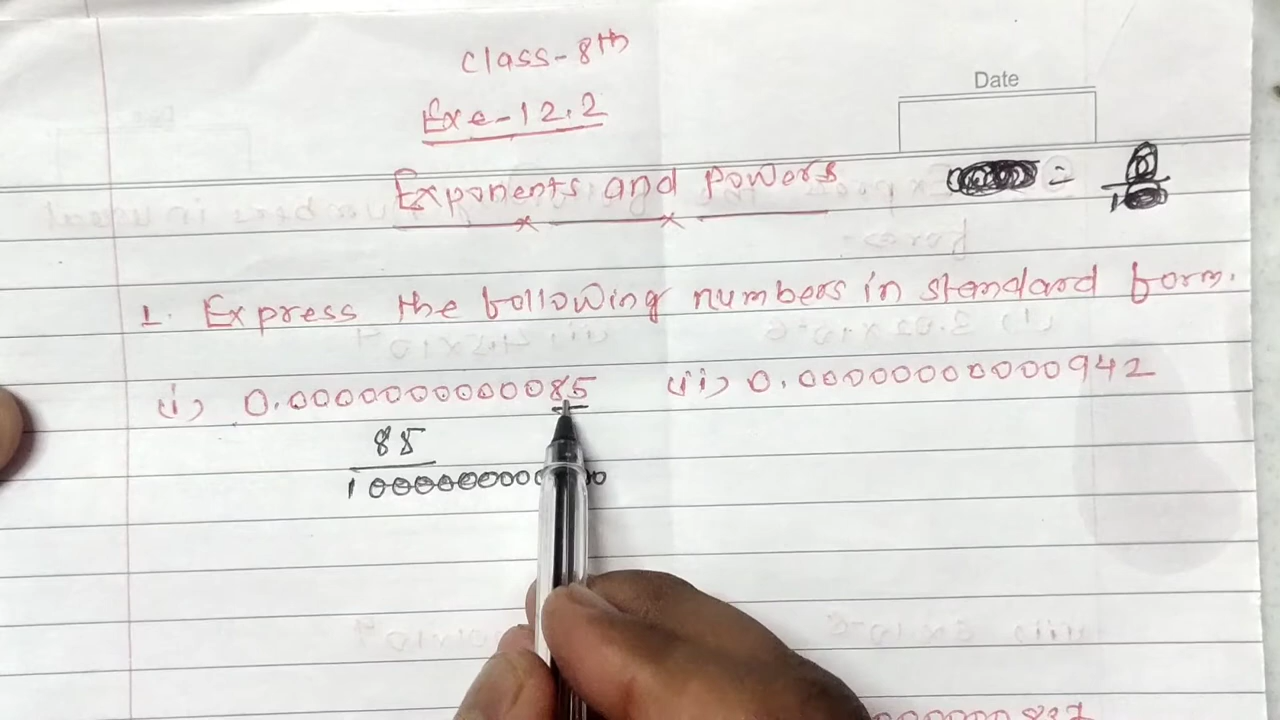 Class-8th
Exe-12.2
Date
Exponents and Powers
1. Express the following numbers in standard form.
(i) 0.0000000000085 (ii) 0.00000000000942
85